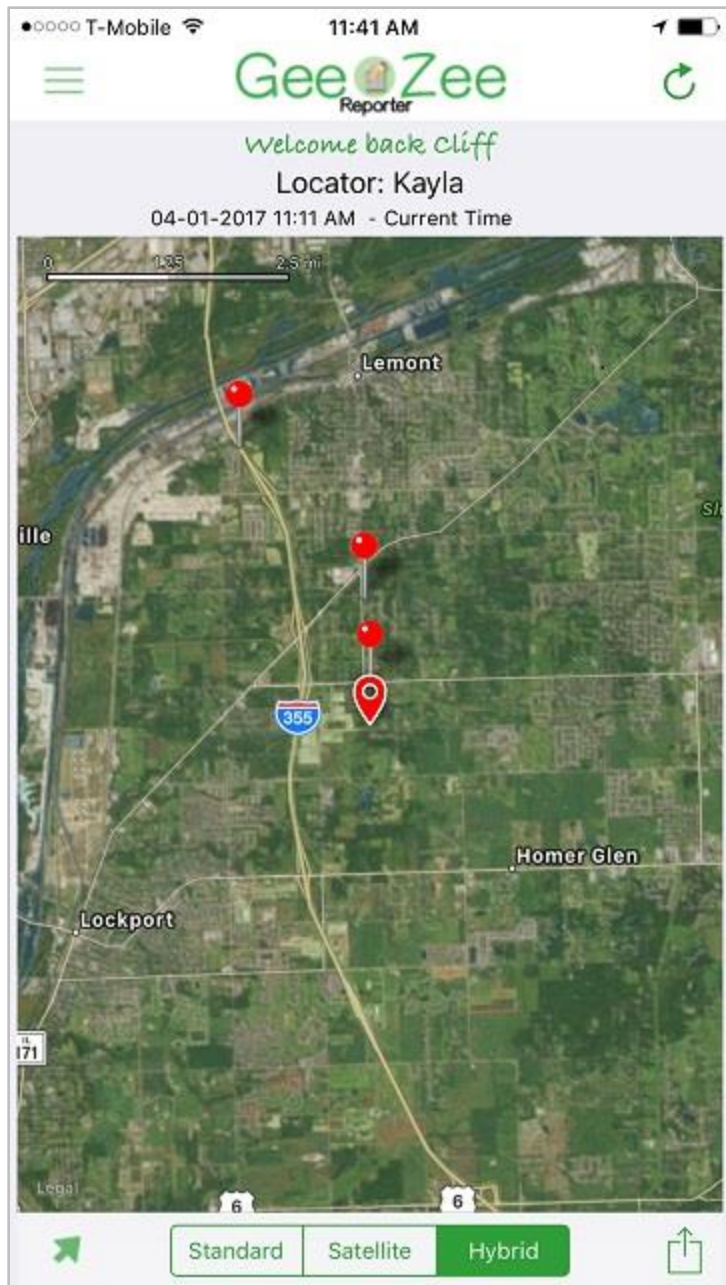 T-Mobile 11:41 AM
Gee Zee
Reporter
Welcome back Cliff
Locator: Kayla
04-01-2017 11:11 AM - Current Time
0 1.25 2.5 mi
Lemont
ille
355
Homer Glen
Lockport
IL
171
Legal
6
6
Standard Satellite Hybrid